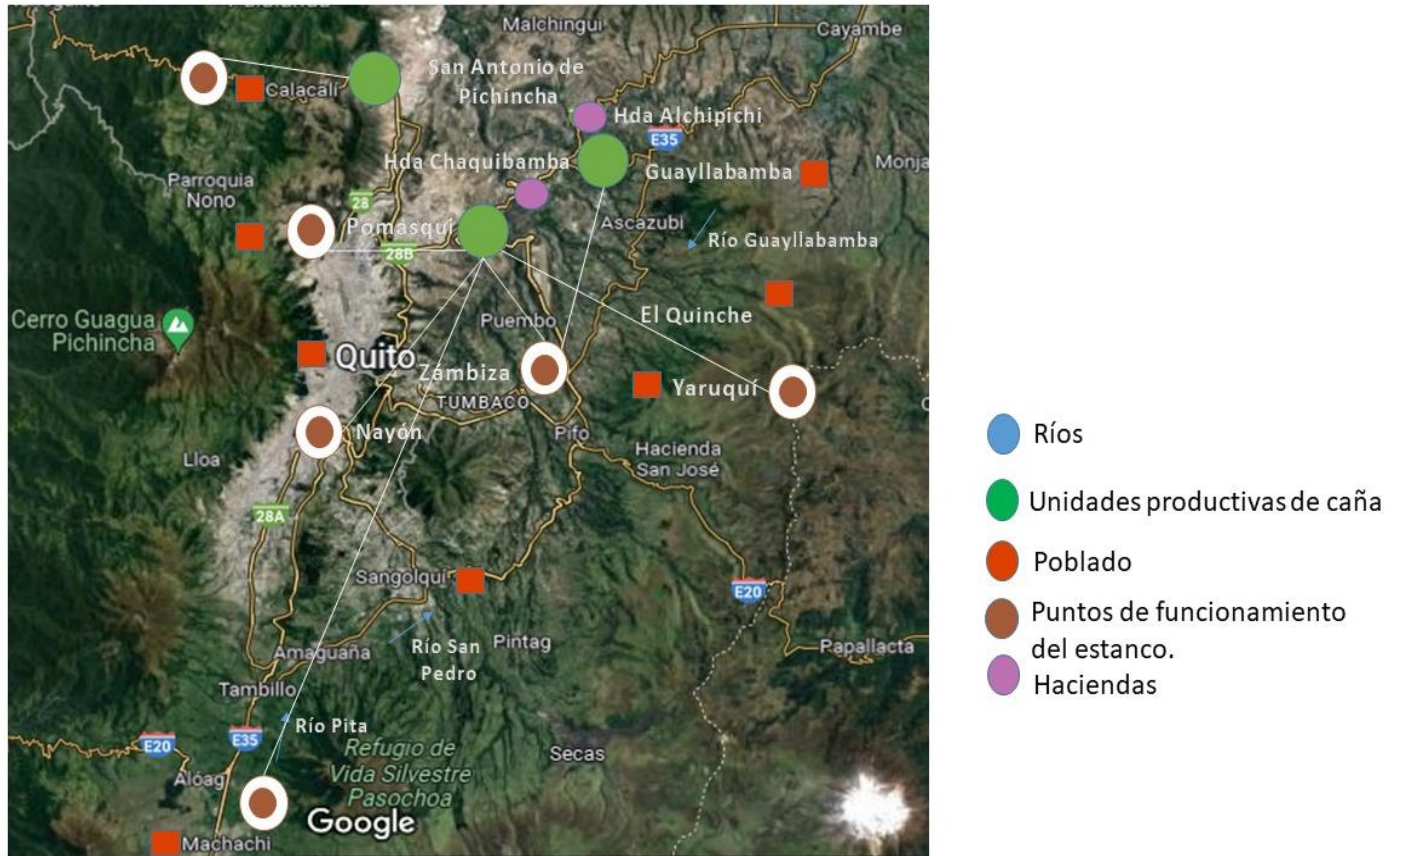 Malchingui
Cayambe
San Antonio de
Pichincha
Calacalí
Hda Alchipichi
E35
Hda Chaquibamba
Guayllabamba
Monja
Parroquia
Nono
28
Pomasqui
28B
Ascazubi
Río Guayllabamba
Cerro Guagua
Pichincha
Puembo
El Quinche
Quito
Zámbiza
Yaruquí
TUMBACO
Nayón
Pifo
Lloa
Hacienda
San José
28A
Sangolquí
E20
Río San
Pedro
Pintag
Amaguaña
Papallacta
Tambillo
Río Pita
E20
E35
Refugio de
Vida Silvestre
Pasochoa
Secas
Alóag
Google
Machachi
Ríos
Unidades productivas de caña
Poblado
Puntos de funcionamiento
del estanco.
Haciendas